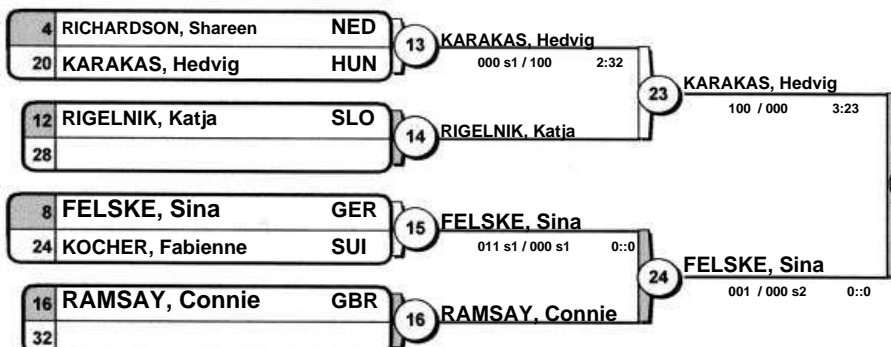 4 RICHARDSON, Shareen NED
20 KARAKAS, Hedvig HUN
13 KARAKAS, Hedvig
000 s1 / 100 2:32
12 RIGELNIK, Katja SLO
28
14 RIGELNIK, Katja
23 KARAKAS, Hedvig
100 / 000 3:23
8 FELSKE, Sina GER
24 KOCHER, Fabienne SUI
15 FELSKE, Sina
011 s1 / 000 s1 0::0
16 RAMSAY, Connie GBR
32
16 RAMSAY, Connie
24 FELSKE, Sina
001 / 000 s2 0::0